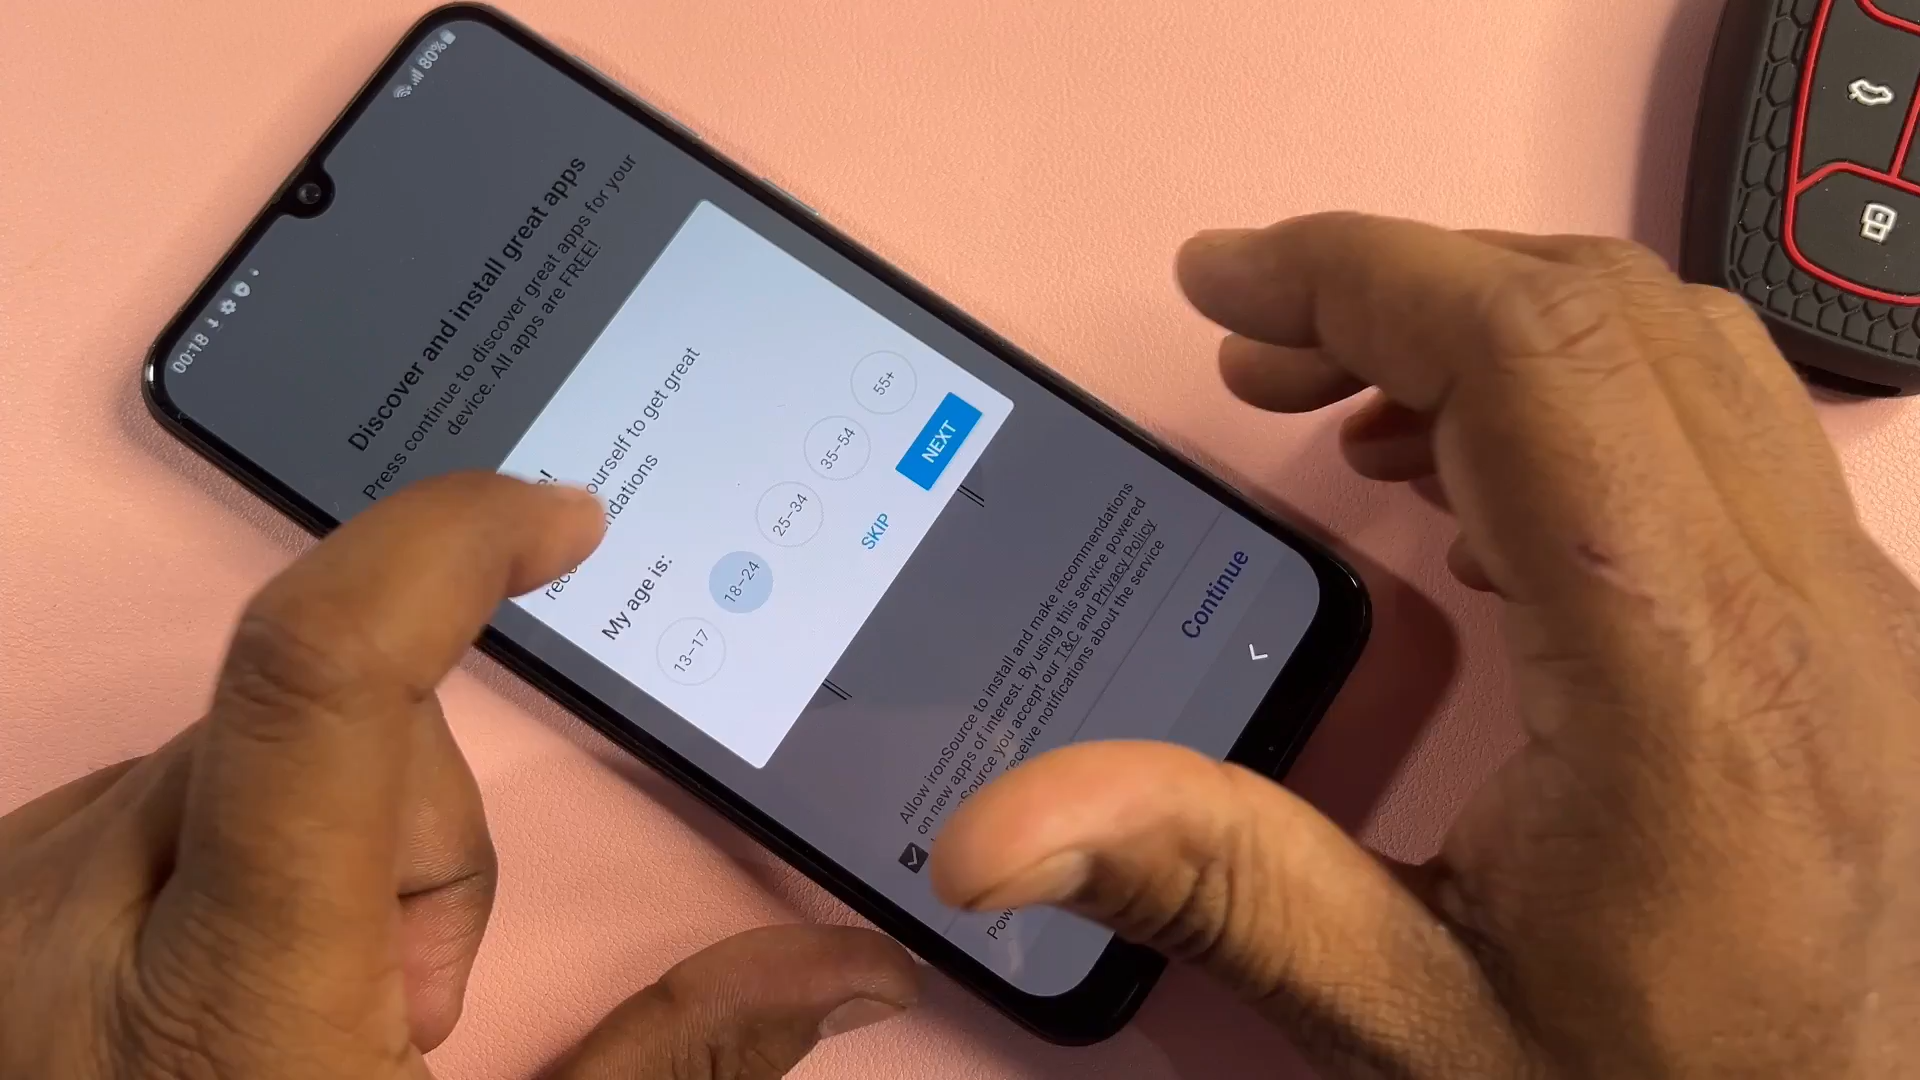 00:18
80%
Discover and install great apps
Press continue to discover great apps for your
device. All apps are FREE!
ourself to get great
My age is:
13–17
18–24
25–34
35–54
55+
SKIP
NEXT
Allow ironSource to install and make recommendations
on new apps of interest. By using this service powered
you accept our T&C and Privacy Policy
receive notifications about the service
Continue